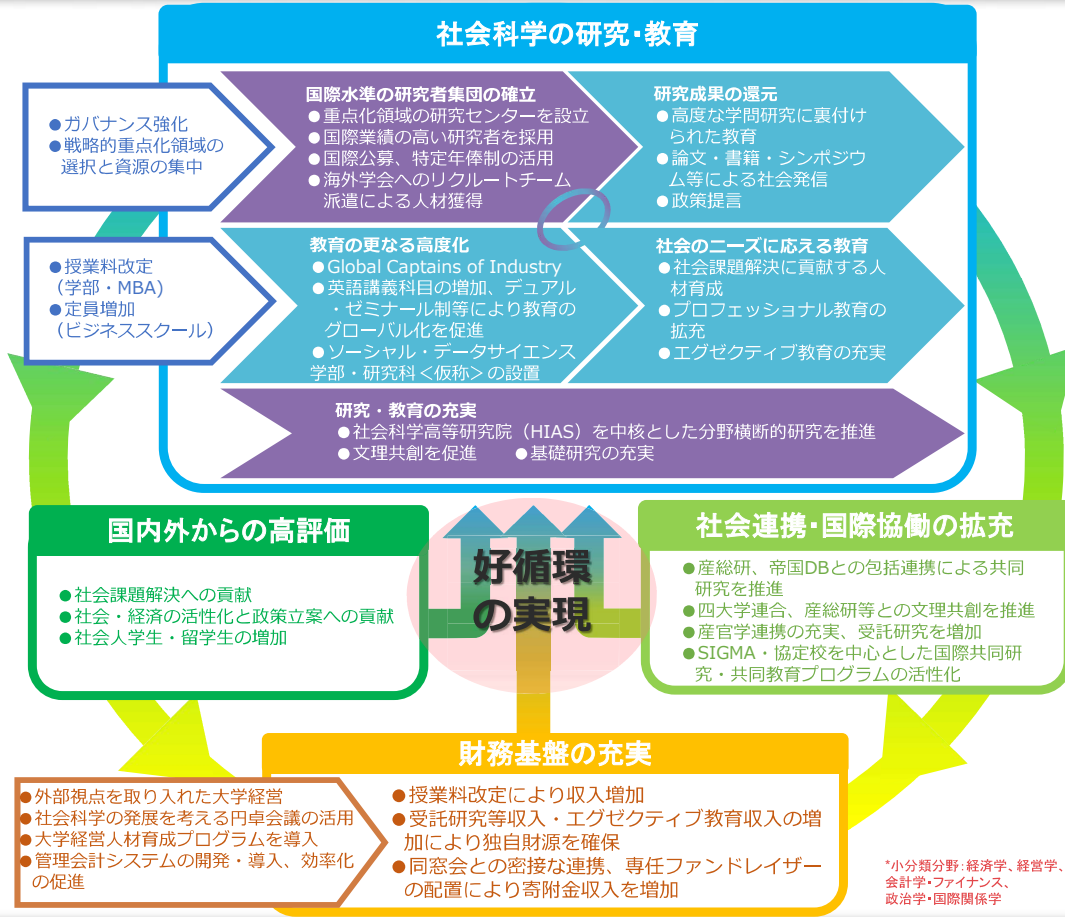 社会科学の研究・教育
●ガバナンス強化
●戦略的重点化領域の
選択と資源の集中
国際水準の研究者集団の確立
●重点化領域の研究センターを設立
●国際業績の高い研究者を採用
●国際公募、特定年俸制の活用
●海外学会へのリクルートチーム
派遣による人材獲得
研究成果の還元
●高度な学問研究に裏付け
られた教育
●論文・書籍・シンポジウ
ム等による社会発信
●政策提言
●授業料改定
（学部・MBA）
●定員増加
（ビジネススクール）
教育の更なる高度化
●Global Captains of Industry
●英語講義科目の増加、デュアル
・ゼミナール制等により教育の
グローバル化を促進
●ソーシャル・データサイエンス
学部・研究科＜仮称＞の設置
社会のニーズに応える教育
●社会課題解決に貢献する人
材育成
●プロフェッショナル教育の
拡充
●エグゼクティブ教育の充実
研究・教育の充実
●社会科学高等研究院（HIAS）を中核とした分野横断的研究を推進
●文理共創を促進　●基礎研究の充実
国内外からの高評価
●社会課題解決への貢献
●社会・経済の活性化と政策立案への貢献
●社会人学生・留学生の増加
好循環
の実現
社会連携・国際協働の拡充
●産総研、帝国DBとの包括連携による共同
研究を推進
●四大学連合、産総研等との文理共創を推進
●産官学連携の充実、受託研究を増加
●SIGMA・協定校を中心とした国際共同研
究・共同教育プログラムの活性化
財務基盤の充実
●外部視点を取り入れた大学経営
●社会科学の発展を考える円卓会議の活用
●大学経営人材育成プログラムを導入
●管理会計システムの開発・導入、効率化
の促進
●授業料改定により収入増加
●受託研究等収入・エグゼクティブ教育収入の増
加により独自財源を確保
●同窓会との密接な連携、専任ファンドレイザー
の配置により寄附金収入を増加
*小分類分野：経済学、経営学、
会計学・ファイナンス、
政治学・国際関係学